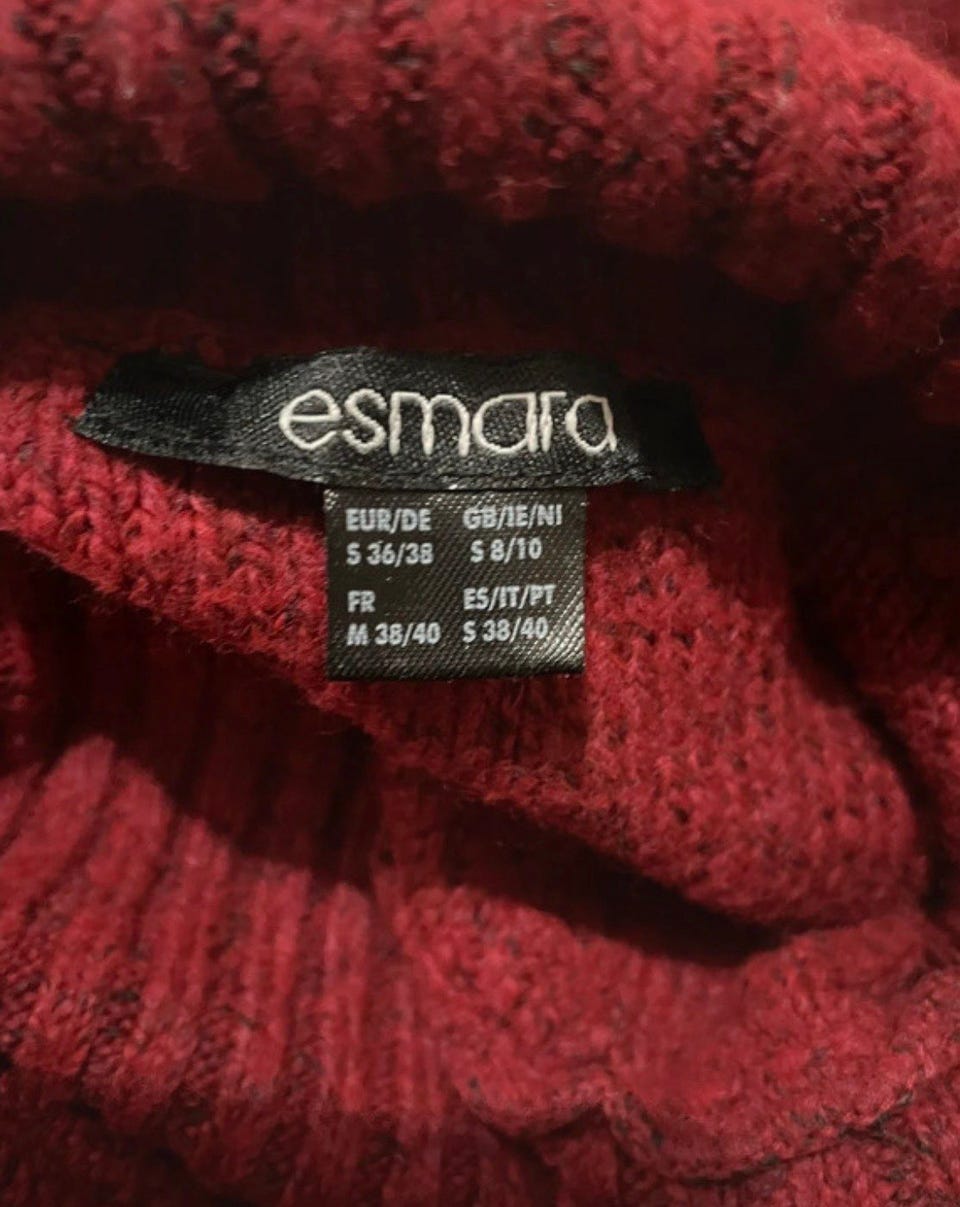 esmara
EUR/DE GB/IE/NI
S 36/38 S 8/10
FR ES/IT/PT
M 38/40 S 38/40